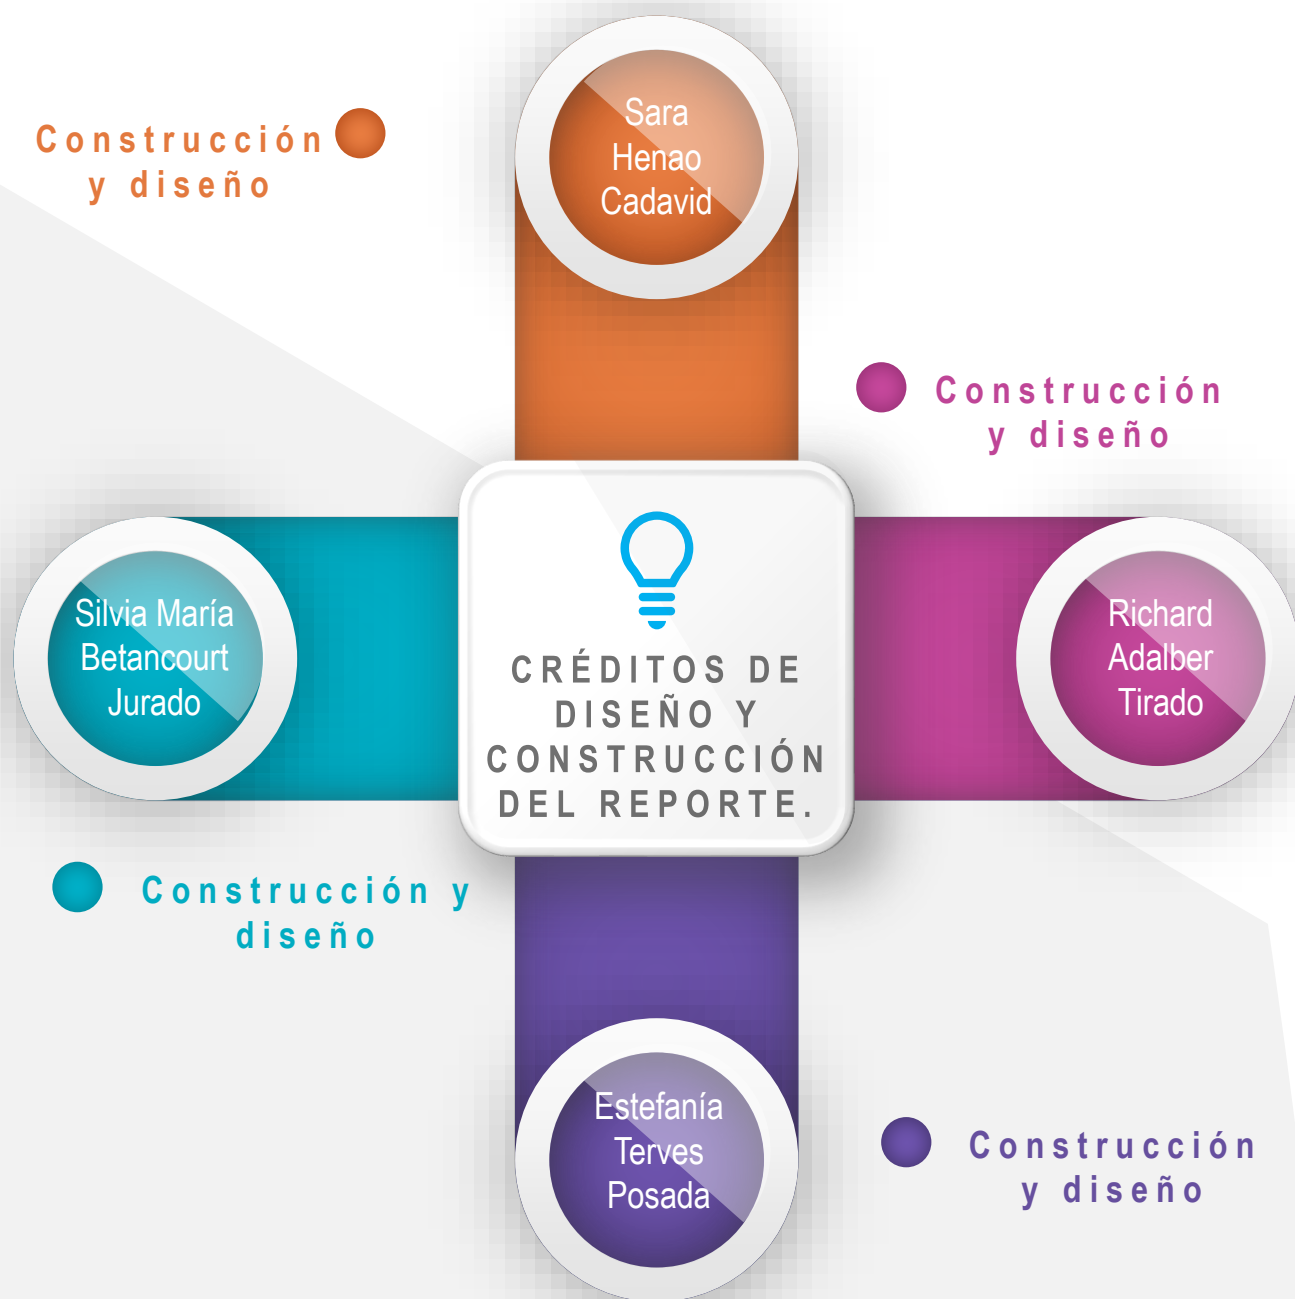 Sara
Henao
Cadavid
Construcción
y diseño
Construcción
y diseño
Silvia María
Betancourt
Jurado
CRÉDITOS DE
DISEÑO Y
CONSTRUCCIÓN
DEL REPORTE.
Richard
Adalber
Tirado
Construcción y
diseño
Estefanía
Terves
Posada
Construcción
y diseño